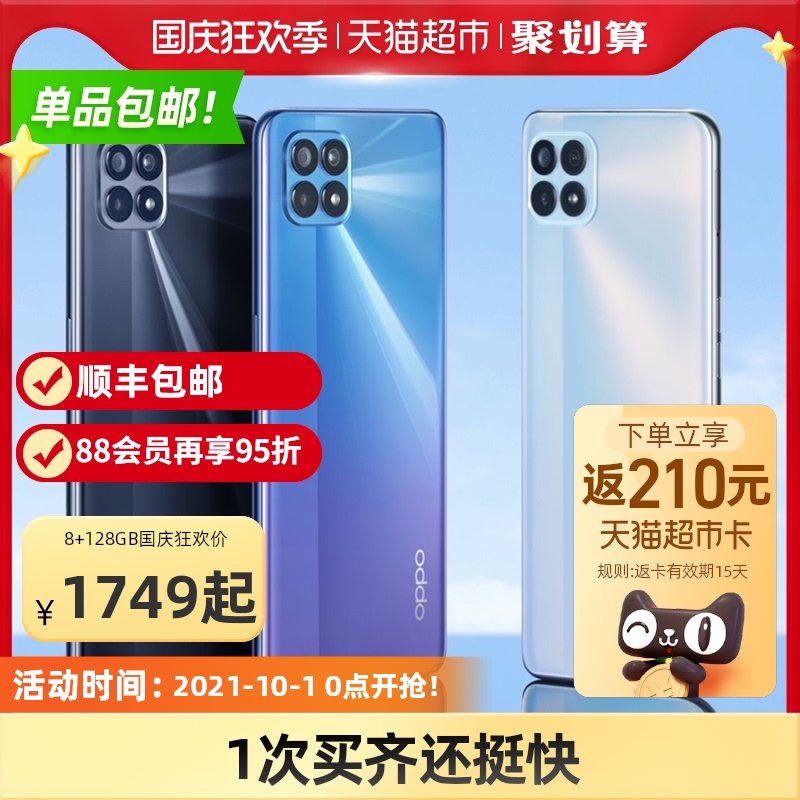 国庆狂欢季|天猫超市|聚划算
单品包邮!
顺丰包邮
88会员再享95折
8+128GB国庆狂欢价
¥1749起
oppo
下单立享
返210元
天猫超市卡
规则:返卡有效期15天
活动时间:2021-10-1 0点开抢!
1次买齐还挺快